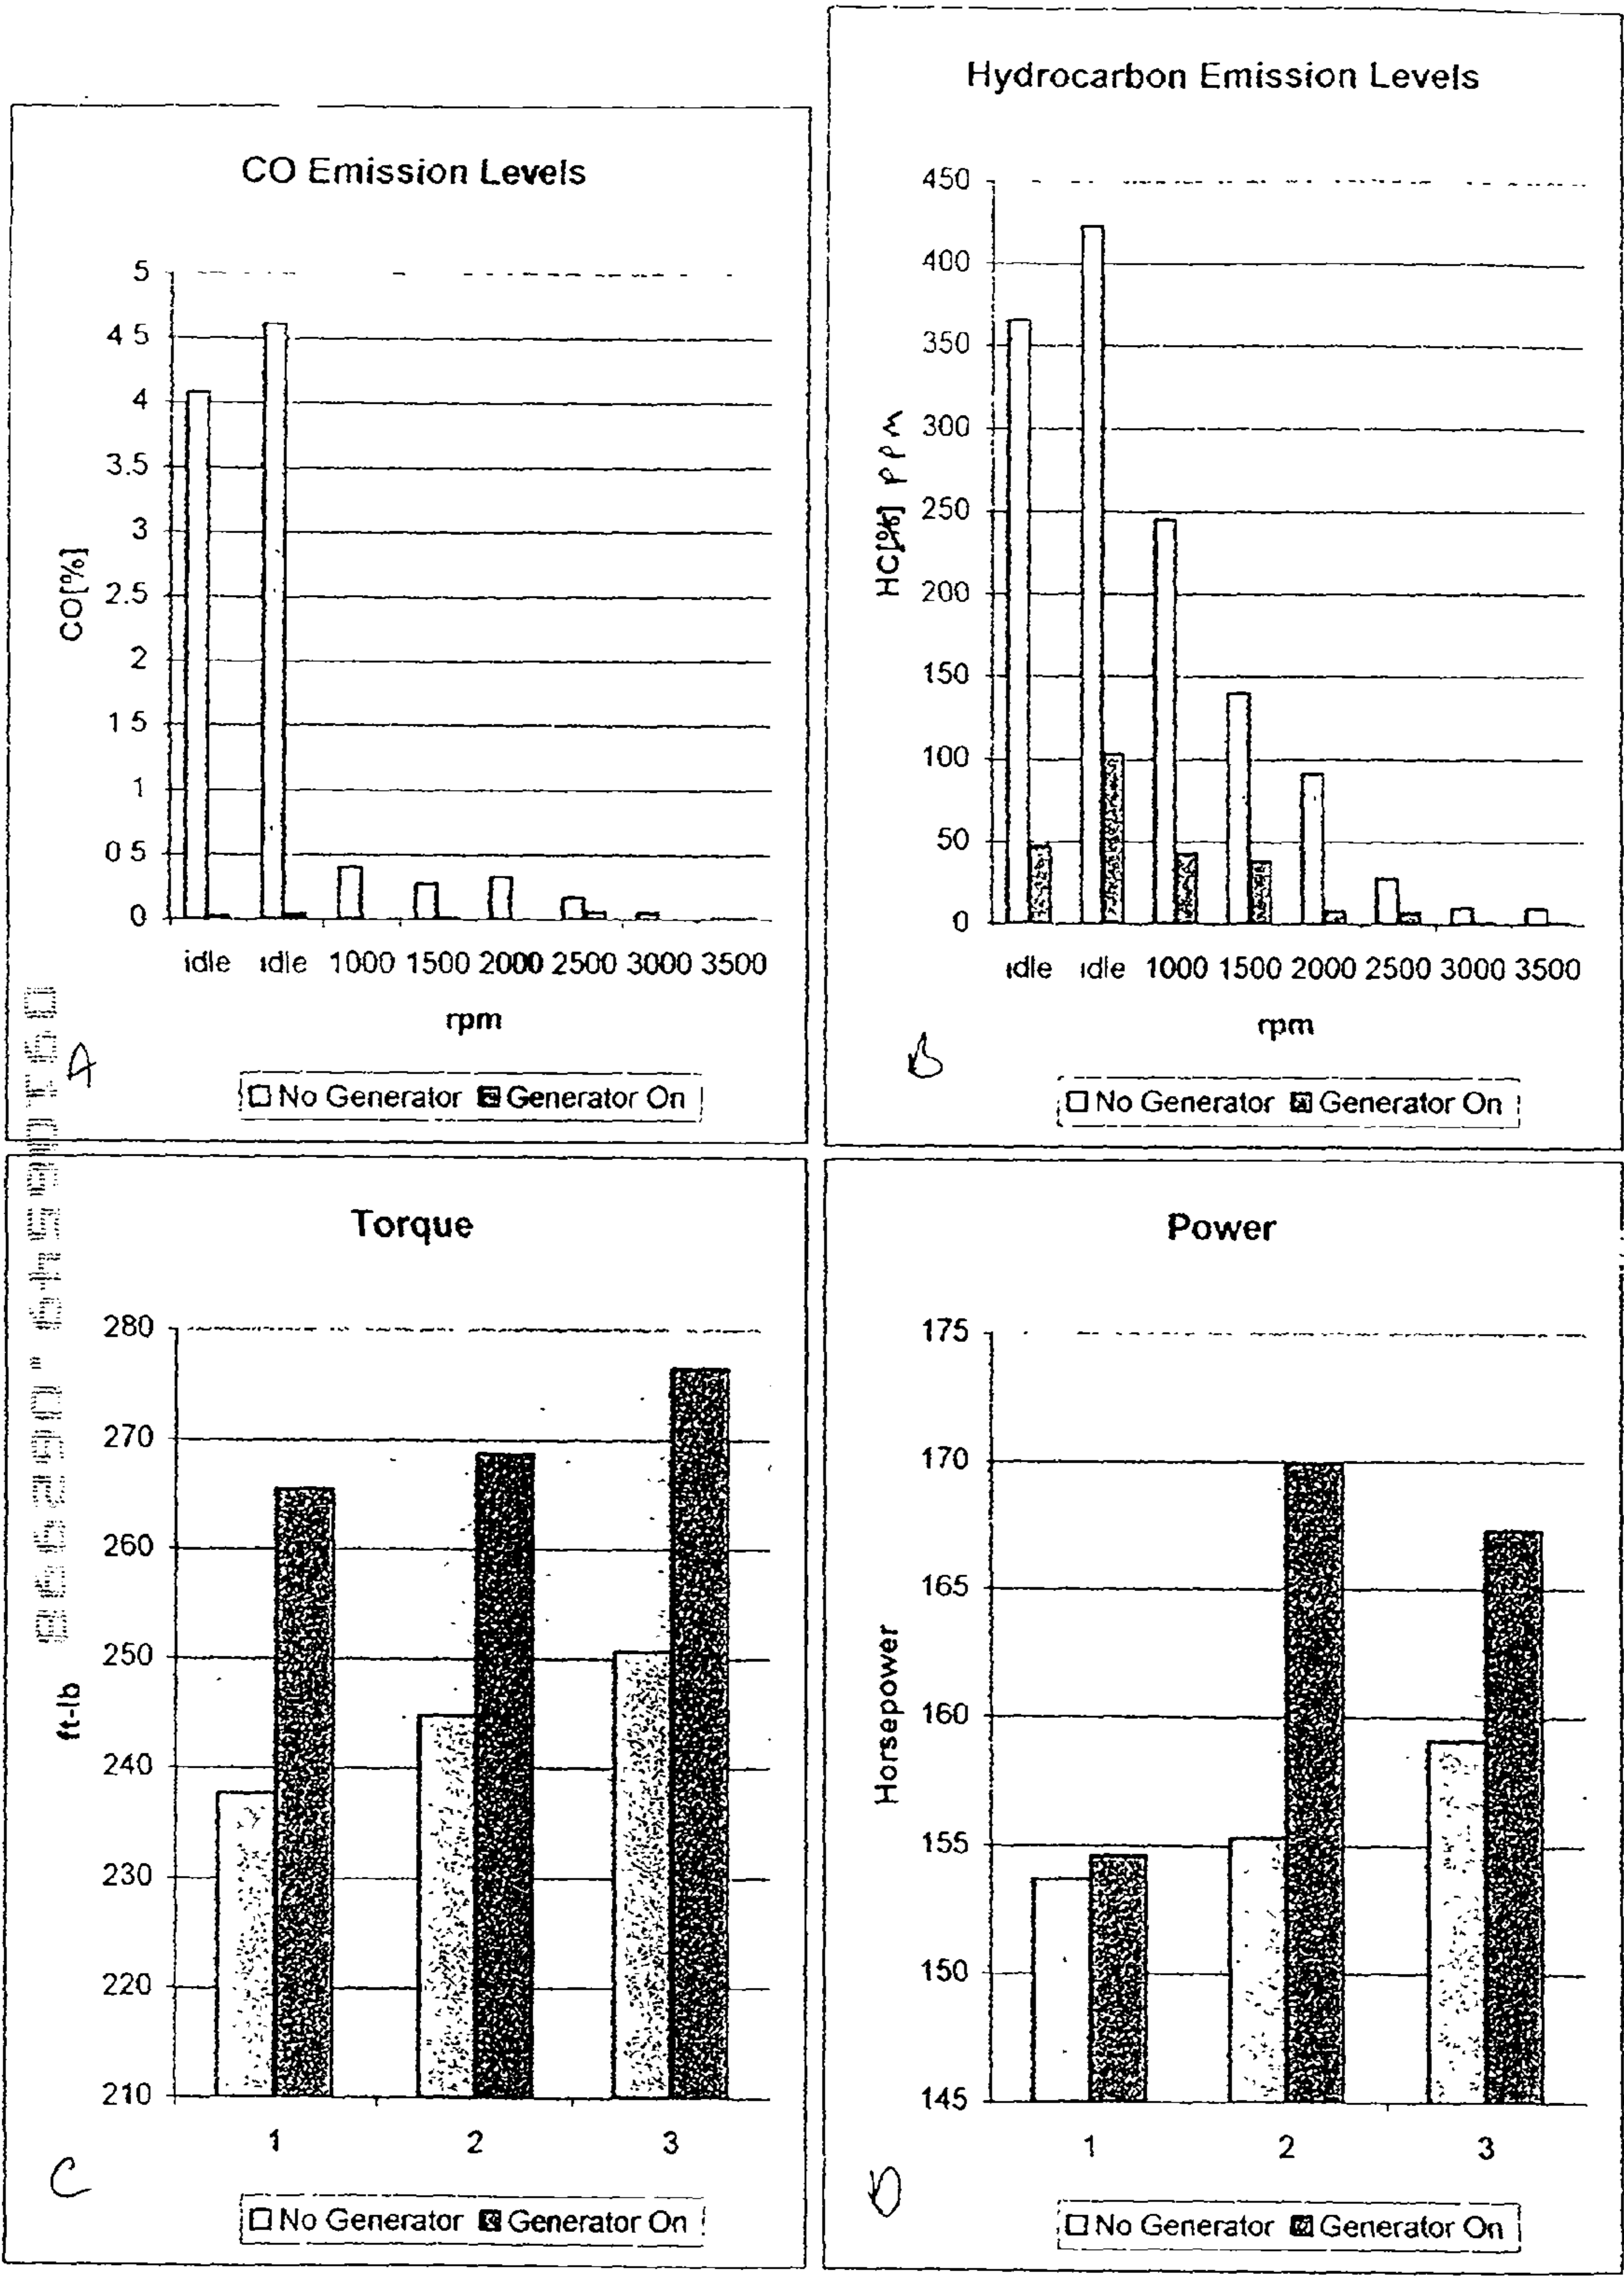 CO Emission Levels
5
4 5
4
3.5
3
2.5
2
1 5
1
0 5
0
CO[%]
idle idle 1000 1500 2000 2500 3000 3500
rpm
A
No Generator Generator On
Hydrocarbon Emission Levels
450
400
350
300
250
200
150
100
50
0
HC[%] PPM
idle idle 1000 1500 2000 2500 3000 3500
rpm
B
No Generator Generator On
Torque
280
270
260
250
240
230
220
210
ft-lb
1 2 3
C
No Generator Generator On
Power
175
170
165
160
155
150
145
Horsepower
1 2 3
D
No Generator Generator On